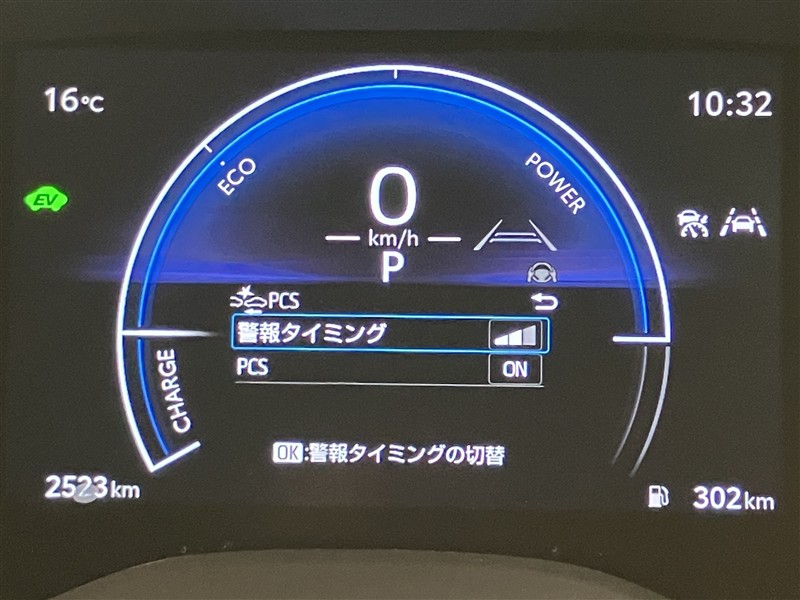 16℃
10:32
EV
ECO
POWER
0
km/h
P
PCS
警報タイミング
PCS ON
CHARGE
OK:警報タイミングの切替
2523km
302km